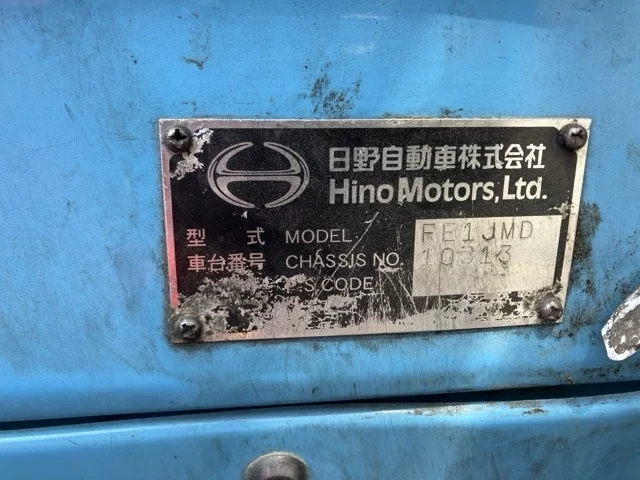 日野自動車株式会社
Hino Motors, Ltd.
型 式 MODEL FE1JMD
車台番号 CHASSIS NO. 10313
P.S CODE.